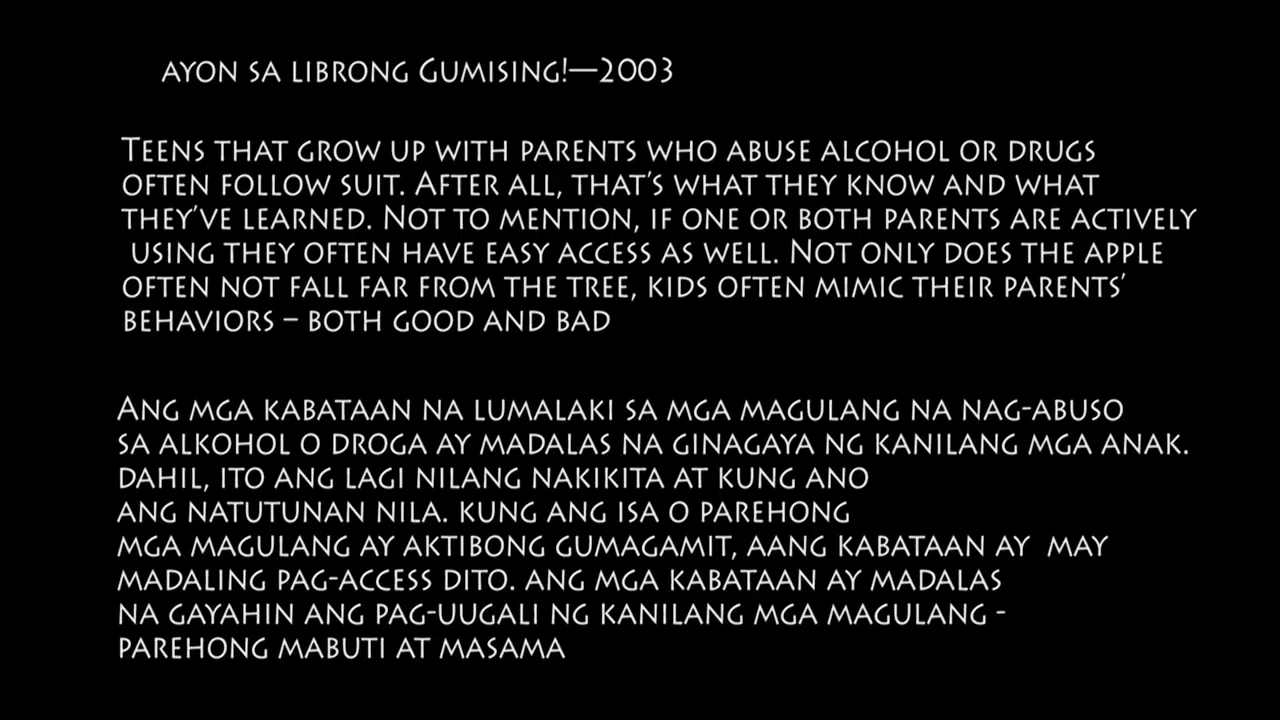 AYON SA LIBRONG GUMISING!—2003
TEENS THAT GROW UP WITH PARENTS WHO ABUSE ALCOHOL OR DRUGS
OFTEN FOLLOW SUIT. AFTER ALL, THAT'S WHAT THEY KNOW AND WHAT
THEY'VE LEARNED. NOT TO MENTION, IF ONE OR BOTH PARENTS ARE ACTIVELY
USING THEY OFTEN HAVE EASY ACCESS AS WELL. NOT ONLY DOES THE APPLE
OFTEN NOT FALL FAR FROM THE TREE, KIDS OFTEN MIMIC THEIR PARENTS'
BEHAVIORS – BOTH GOOD AND BAD
ANG MGA KABATAAN NA LUMALAKI SA MGA MAGULANG NA NAG-ABUSO
SA ALKOHOL O DROGA AY MADALAS NA GINAGAYA NG KANILANG MGA ANAK.
DAHIL, ITO ANG LAGI NILANG NAKIKITA AT KUNG ANO
ANG NATUTUNAN NILA. KUNG ANG ISA O PAREHONG
MGA MAGULANG AY AKTIBONG GUMAGAMIT, AANG KABATAAN AY MAY
MADALING PAG-ACCESS DITO. ANG MGA KABATAAN AY MADALAS
NA GAYAHIN ANG PAG-UUGALI NG KANILANG MGA MAGULANG -
PAREHONG MABUTI AT MASAMA